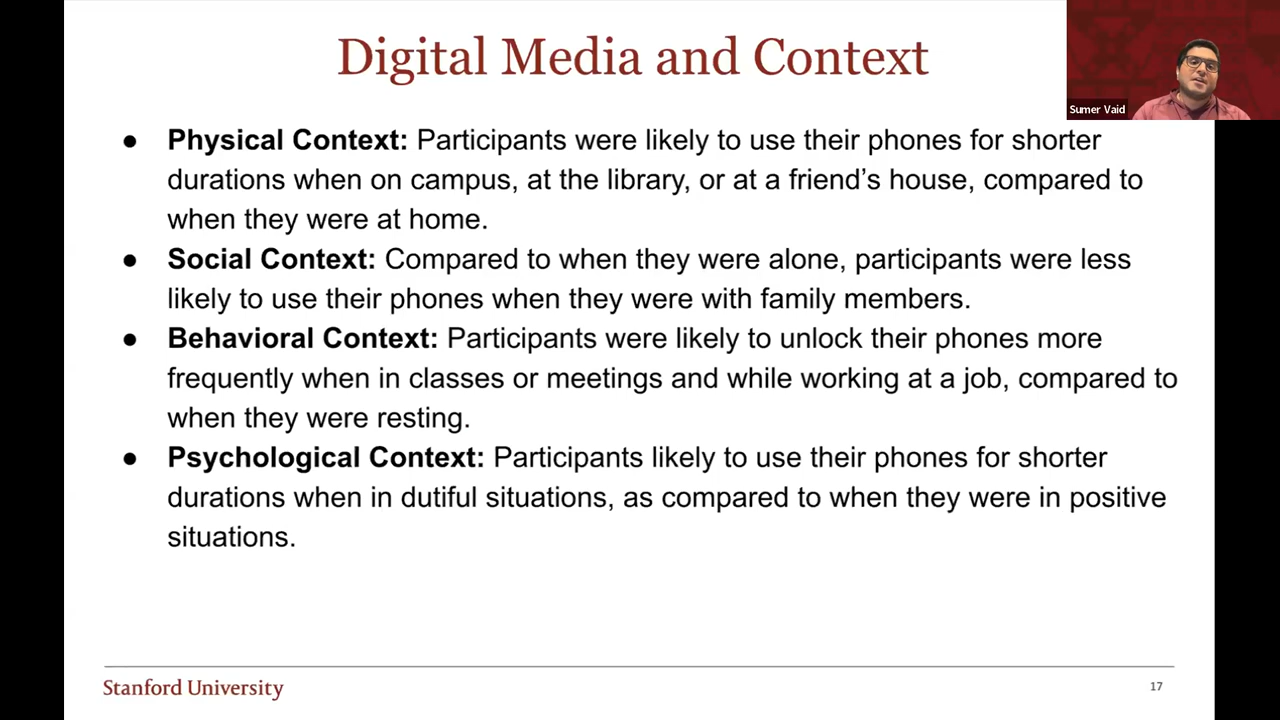 Digital Media and Context
Sumer Vaid
● Physical Context: Participants were likely to use their phones for shorter
durations when on campus, at the library, or at a friend's house, compared to
when they were at home.
● Social Context: Compared to when they were alone, participants were less
likely to use their phones when they were with family members.
● Behavioral Context: Participants were likely to unlock their phones more
frequently when in classes or meetings and while working at a job, compared to
when they were resting.
● Psychological Context: Participants likely to use their phones for shorter
durations when in dutiful situations, as compared to when they were in positive
situations.
Stanford University
17